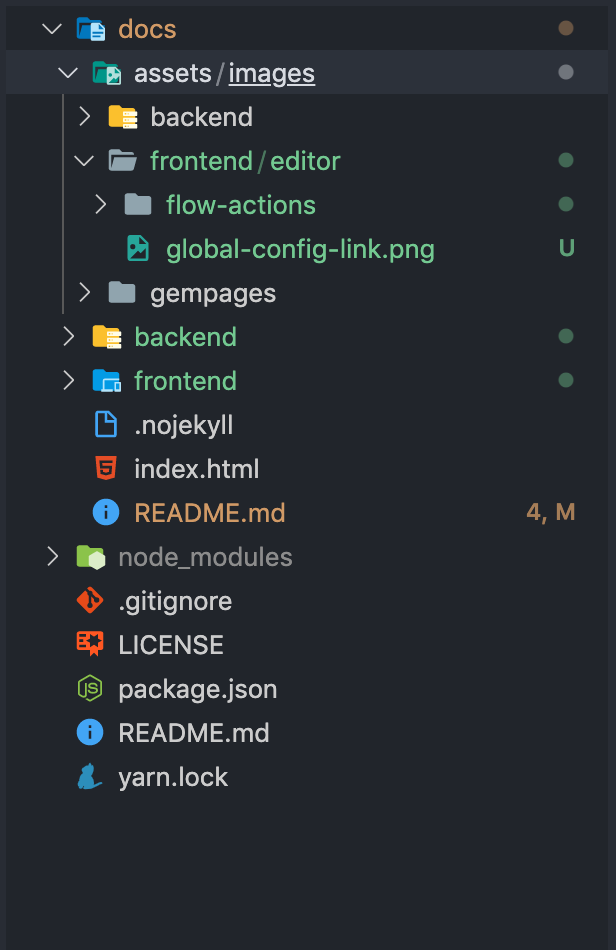 docs
assets/images
backend
frontend/editor
flow-actions
global-config-link.png U
gempages
backend
frontend
.nojekyll
index.html
README.md 4, M
node_modules
.gitignore
LICENSE
package.json
README.md
yarn.lock